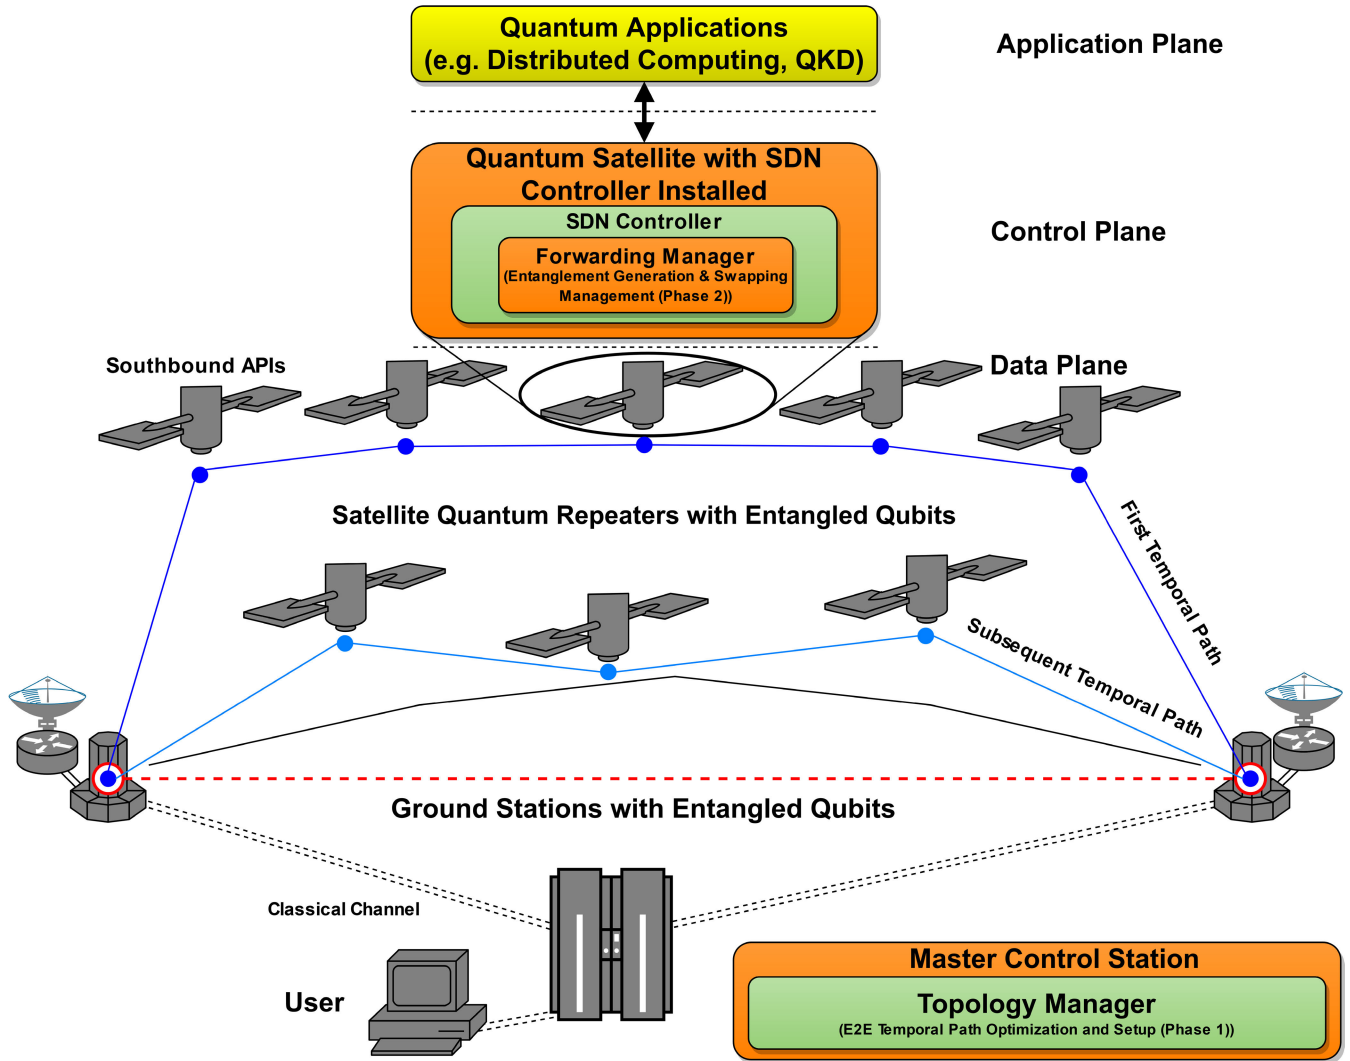 Quantum Applications
(e.g. Distributed Computing, QKD)
Application Plane
Quantum Satellite with SDN
Controller Installed
SDN Controller
Forwarding Manager
(Entanglement Generation & Swapping
Management (Phase 2))
Control Plane
Southbound APIs
Data Plane
Satellite Quantum Repeaters with Entangled Qubits
First Temporal Path
Subsequent Temporal Path
Ground Stations with Entangled Qubits
Classical Channel
User
Master Control Station
Topology Manager
(E2E Temporal Path Optimization and Setup (Phase 1))